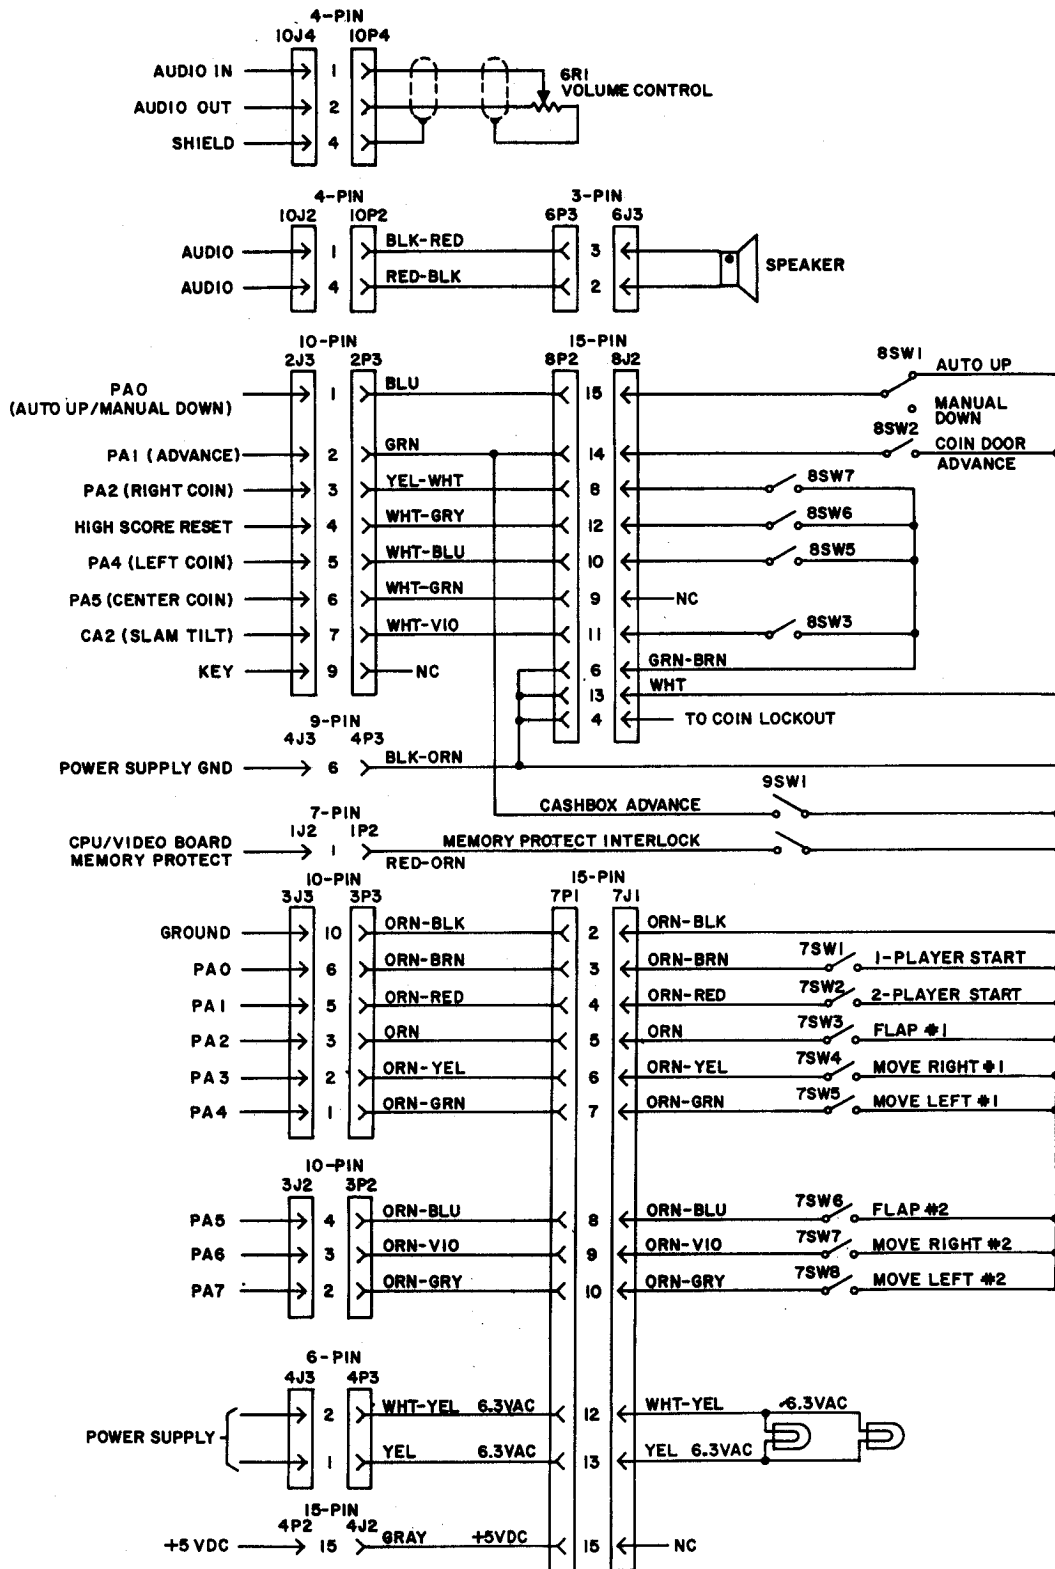 4-PIN
10J4 10P4
AUDIO IN 1
6R1
VOLUME CONTROL
AUDIO OUT 2
SHIELD 4
4-PIN 3-PIN
10J2 10P2 6P3 6J3
AUDIO 1 BLK-RED 3
SPEAKER
AUDIO 4 RED-BLK 2
10-PIN 15-PIN
2J3 2P3 8P2 8J2 8SW1
AUTO UP
PA0 1 BLU 15
(AUTO UP/MANUAL DOWN) MANUAL
DOWN
8SW2
PA1 (ADVANCE) 2 GRN 14 COIN DOOR
ADVANCE
PA2 (RIGHT COIN) 3 YEL-WHT 8 8SW7
HIGH SCORE RESET 4 WHT-GRY 12 8SW6
PA4 (LEFT COIN) 5 WHT-BLU 10 8SW5
PA5 (CENTER COIN) 6 WHT-GRN 9 NC
CA2 (SLAM TILT) 7 WHT-VIO 11 8SW3
KEY 9 NC 6 GRN-BRN
13 WHT
4 TO COIN LOCKOUT
9-PIN
4J3 4P3
POWER SUPPLY GND 6 BLK-ORN
9SW1
CASHBOX ADVANCE
7-PIN
1J2 1P2
CPU/VIDEO BOARD
MEMORY PROTECT 1 RED-ORN MEMORY PROTECT INTERLOCK
10-PIN 15-PIN
3J3 3P3 7P1 7J1
GROUND 10 ORN-BLK 2 ORN-BLK
PA0 6 ORN-BRN 3 ORN-BRN 7SW1 1-PLAYER START
PA1 5 ORN-RED 4 ORN-RED 7SW2 2-PLAYER START
PA2 3 ORN 5 ORN 7SW3 FLAP #1
PA3 2 ORN-YEL 6 ORN-YEL 7SW4 MOVE RIGHT #1
PA4 1 ORN-GRN 7 ORN-GRN 7SW5 MOVE LEFT #1
10-PIN
3J2 3P2
PA5 4 ORN-BLU 8 ORN-BLU 7SW6 FLAP #2
PA6 3 ORN-VIO 9 ORN-VIO 7SW7 MOVE RIGHT #2
PA7 2 ORN-GRY 10 ORN-GRY 7SW8 MOVE LEFT #2
6-PIN
4J3 4P3
2 WHT-YEL 6.3VAC 12 WHT-YEL 6.3VAC
POWER SUPPLY
1 YEL 6.3VAC 13 YEL 6.3VAC
15-PIN
4P2 4J2
+5VDC 15 GRAY +5VDC 15 NC